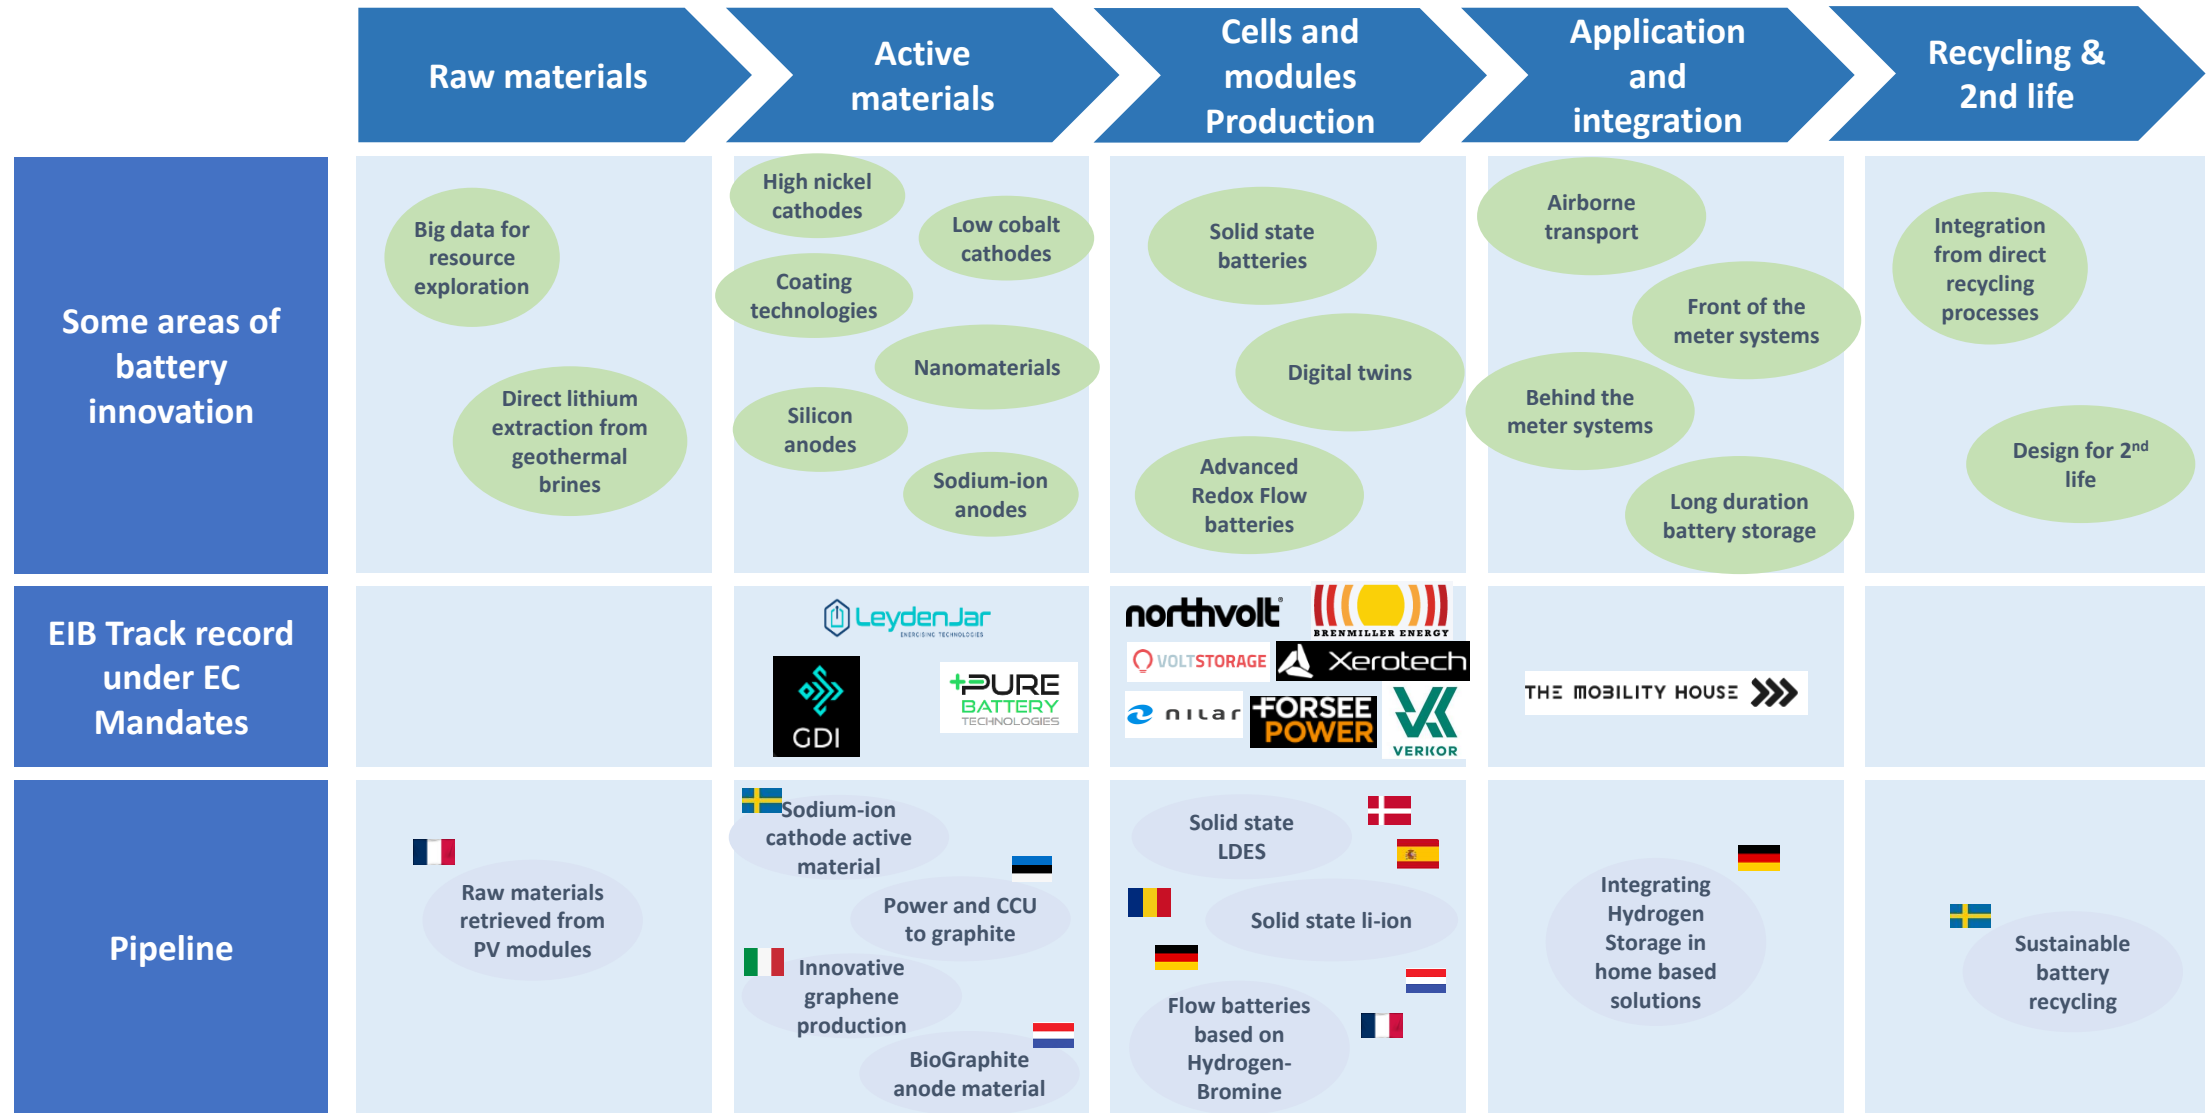 Raw materials
Active
materials
Cells and
modules
Production
Application
and
integration
Recycling &
2nd life
Some areas of
battery
innovation
Big data for
resource
exploration
Direct lithium
extraction from
geothermal
brines
High nickel
cathodes
Low cobalt
cathodes
Coating
technologies
Nanomaterials
Silicon
anodes
Sodium-ion
anodes
Solid state
batteries
Digital twins
Advanced
Redox Flow
batteries
Airborne
transport
Front of the
meter systems
Behind the
meter systems
Long duration
battery storage
Integration
from direct
recycling
processes
Design for 2nd
life
EIB Track record
under EC
Mandates
LeydenJar
ENERGISING TECHNOLOGIES
GDI
+PURE
BATTERY
TECHNOLOGIES
northvolt®
BRENMILLER ENERGY
VOLTSTORAGE
Xerotech
nilar
FORSEE
POWER
VERKOR
THE MOBILITY HOUSE
Pipeline
Raw materials
retrieved from
PV modules
Sodium-ion
cathode active
material
Power and CCU
to graphite
Innovative
graphene
production
BioGraphite
anode material
Solid state
LDES
Solid state li-ion
Flow batteries
based on
Hydrogen-
Bromine
Integrating
Hydrogen
Storage in
home based
solutions
Sustainable
battery
recycling